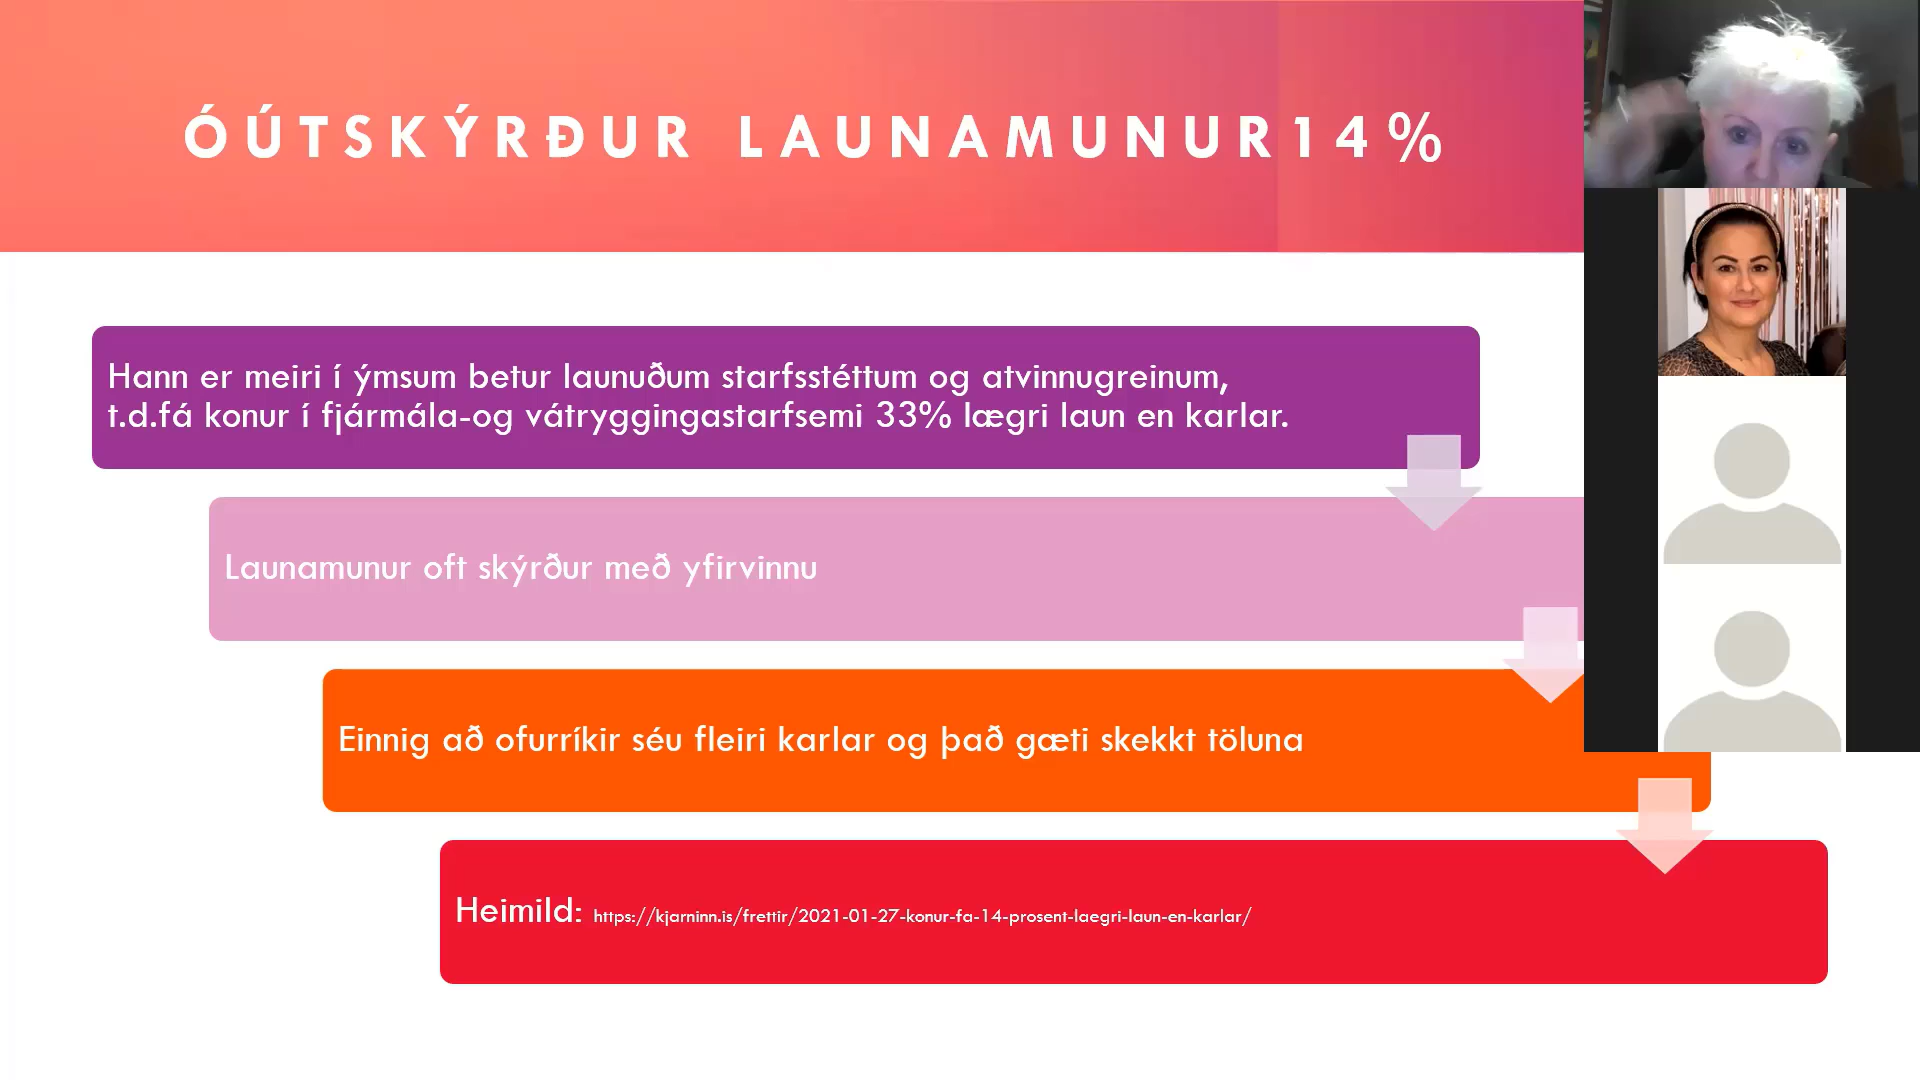 ÓÚTSKÝRÐUR LAUNAMUNUR14%
Hann er meiri í ýmsum betur launuðum starfsstéttum og atvinnugreinum,
t.d.fá konur í fjármála-og vátryggingastarfsemi 33% lægri laun en karlar.
Launamunur oft skýrður með yfirvinnu
Einnig að ofurríkir séu fleiri karlar og það gæti skekkt töluna
Heimild: https://kjarninn.is/frettir/2021-01-27-konur-fa-14-prosent-laegri-laun-en-karlar/